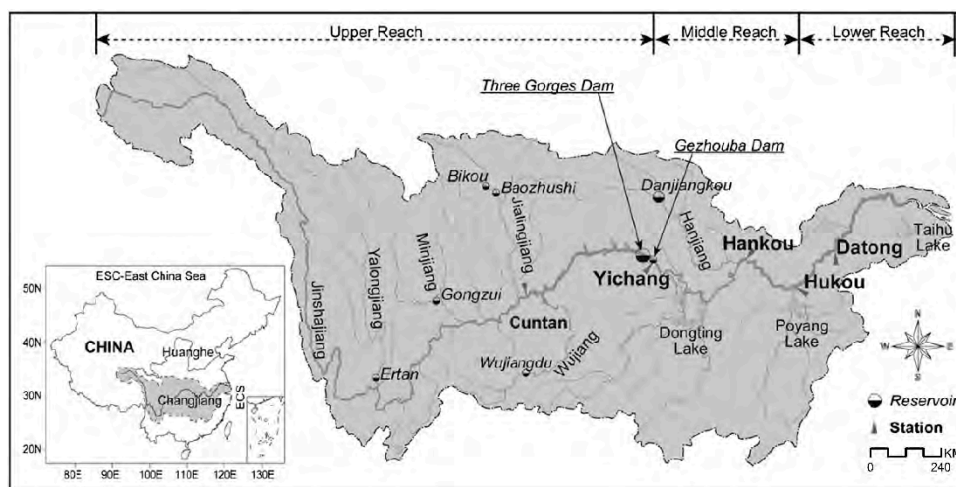 Upper Reach
Middle Reach
Lower Reach
Three Gorges Dam
Gezhouba Dam
Bikou
Baozhushi
Danjiangkou
Jialingjiang
Minjiang
Yalongjiang
Jinshajiang
Hanjiang
Hankou
Taihu
Lake
Datong
Yichang
Hukou
Gongzui
Cuntan
Dongting
Lake
Poyang
Lake
Wujiangdu
Wujiang
Ertan
ESC-East China Sea
50N
40N
30N
20N
CHINA
Huanghe
Changjiang
ECS
80E
90E
100E
110E
120E
130E
N
W
E
S
Reservoir
Station
KM
0
240